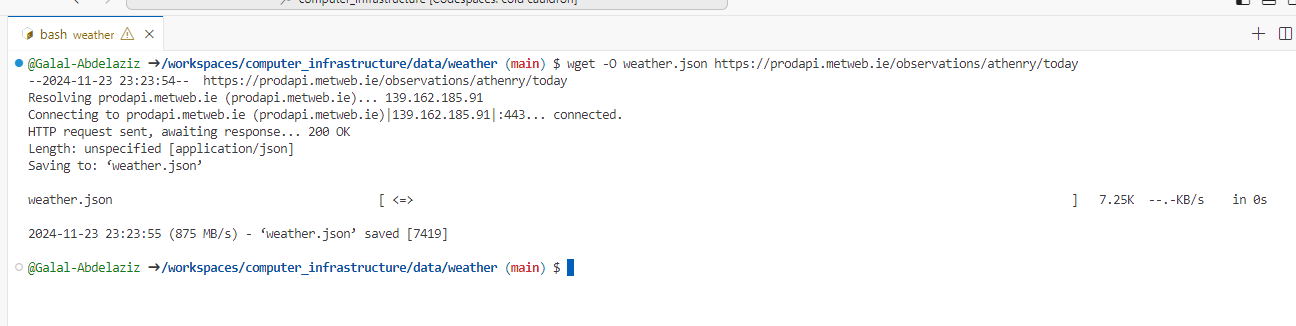 computer_infrastructure [Codespaces: cold cauldron]
bash weather
@Galal-Abdelaziz ➜/workspaces/computer_infrastructure/data/weather (main) $ wget -O weather.json https://prodapi.metweb.ie/observations/athenry/today
--2024-11-23 23:23:54--  https://prodapi.metweb.ie/observations/athenry/today
Resolving prodapi.metweb.ie (prodapi.metweb.ie)... 139.162.185.91
Connecting to prodapi.metweb.ie (prodapi.metweb.ie)|139.162.185.91|:443... connected.
HTTP request sent, awaiting response... 200 OK
Length: unspecified [application/json]
Saving to: ‘weather.json’
weather.json [ <=> ] 7.25K --.-KB/s in 0s
2024-11-23 23:23:55 (875 MB/s) - ‘weather.json’ saved [7419]
@Galal-Abdelaziz ➜/workspaces/computer_infrastructure/data/weather (main) $